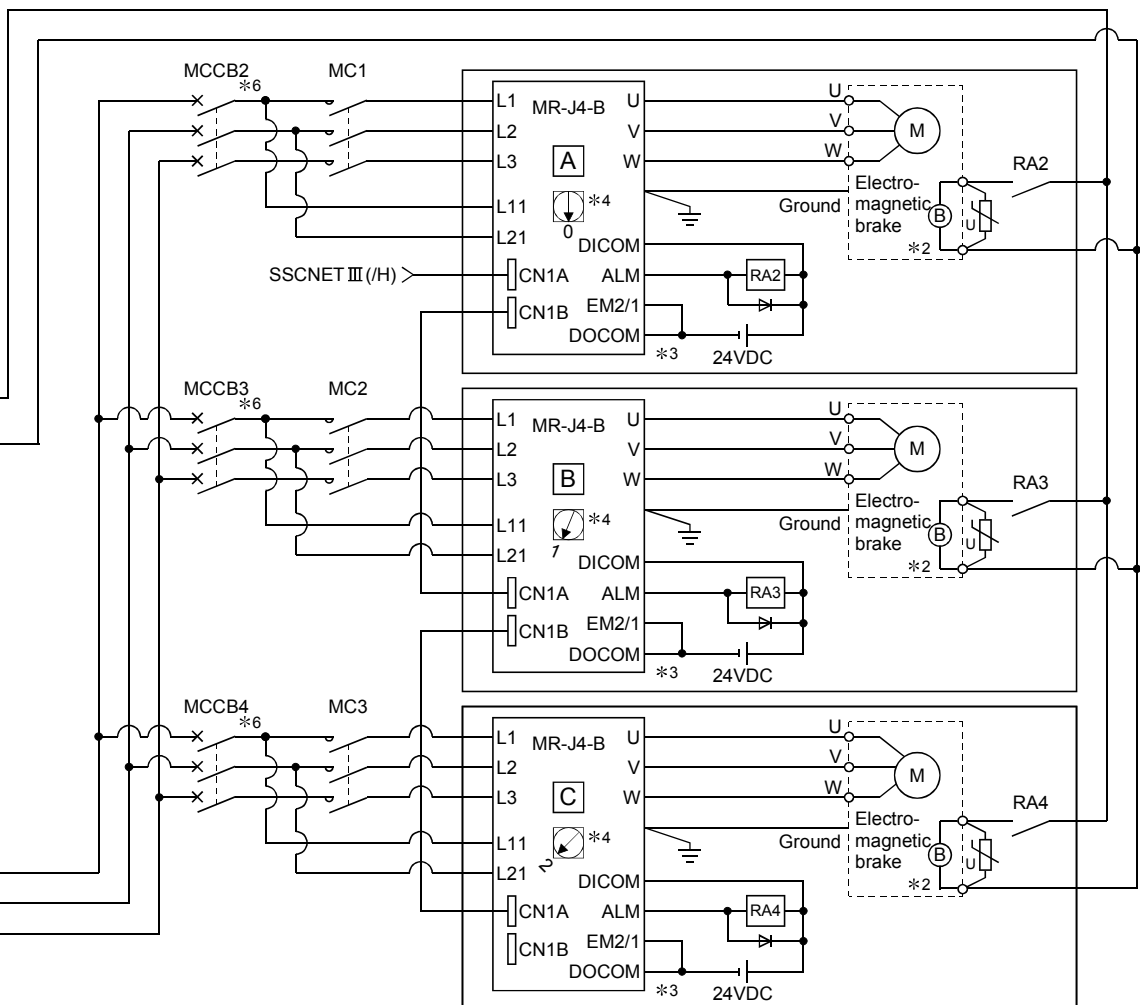 MCCB2
*6
MC1
L1
MR-J4-B
U
U
L2
V
V
M
L3
A
W
W
RA2
Electro-
magnetic
brake
Ground
B
U
*4
L11
0
L21
DICOM
*2
SSCNET III (/H)
CN1A
ALM
RA2
CN1B
EM2/1
DOCOM
*3
24VDC
MCCB3
*6
MC2
L1
MR-J4-B
U
U
L2
V
V
M
L3
B
W
W
RA3
Electro-
magnetic
brake
Ground
B
U
*4
L11
1
L21
DICOM
*2
CN1A
ALM
RA3
CN1B
EM2/1
DOCOM
*3
24VDC
MCCB4
*6
MC3
L1
MR-J4-B
U
U
L2
V
V
M
L3
C
W
W
RA4
Electro-
magnetic
brake
Ground
B
U
*4
L11
2
L21
DICOM
*2
CN1A
ALM
RA4
CN1B
EM2/1
DOCOM
*3
24VDC